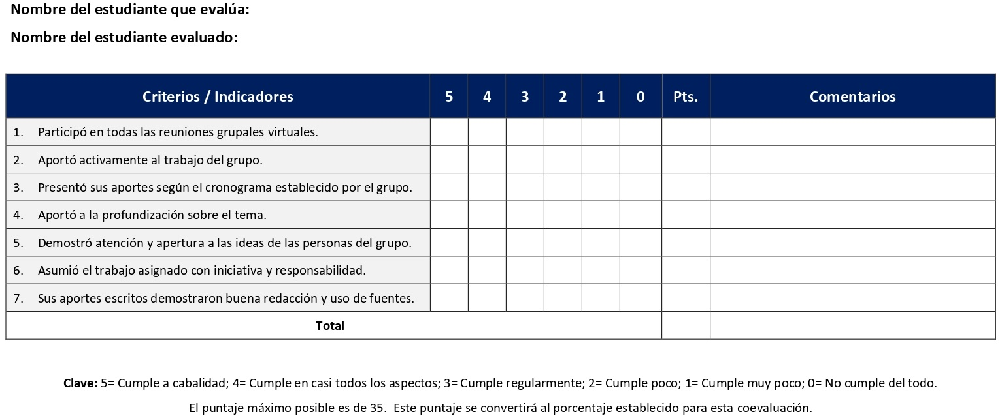 Nombre del estudiante que evalúa:
Nombre del estudiante evaluado:
Criterios / Indicadores 5 4 3 2 1 0 Pts. Comentarios
1. Participó en todas las reuniones grupales virtuales.
2. Aportó activamente al trabajo del grupo.
3. Presentó sus aportes según el cronograma establecido por el grupo.
4. Aportó a la profundización sobre el tema.
5. Demostró atención y apertura a las ideas de las personas del grupo.
6. Asumió el trabajo asignado con iniciativa y responsabilidad.
7. Sus aportes escritos demostraron buena redacción y uso de fuentes.
Total
Clave: 5= Cumple a cabalidad; 4= Cumple en casi todos los aspectos; 3= Cumple regularmente; 2= Cumple poco; 1= Cumple muy poco; 0= No cumple del todo.
El puntaje máximo posible es de 35. Este puntaje se convertirá al porcentaje establecido para esta coevaluación.